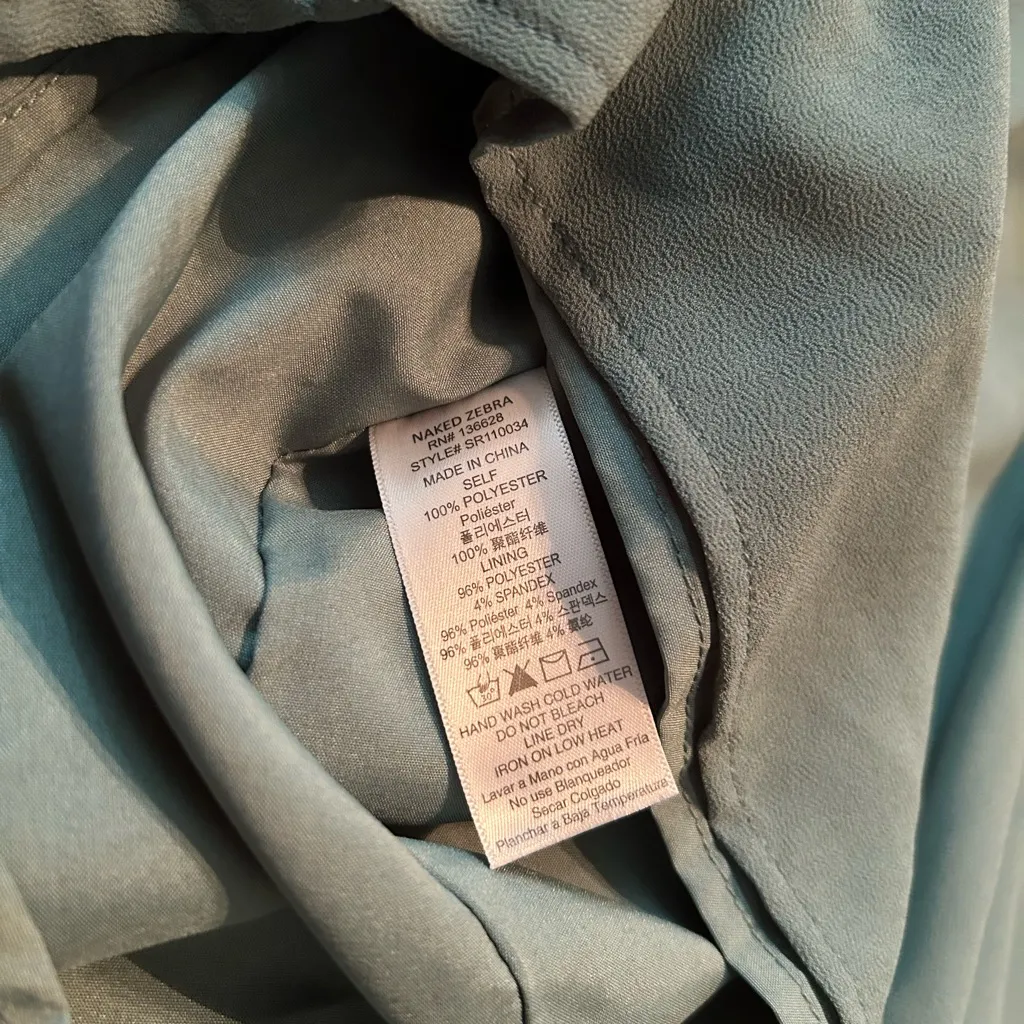 NAKED ZEBRA
RN# 136628
STYLE# SR110034
MADE IN CHINA
SELF
100% POLYESTER
Poliéster
폴리에스터
100% 聚酯纤维
LINING
96% POLYESTER
4% SPANDEX
96% Poliéster 4% Spandex
96% 폴리에스터 4% 스판덱스
96% 聚酯纤维 4% 氨纶
30°
HAND WASH COLD WATER
DO NOT BLEACH
LINE DRY
IRON ON LOW HEAT
Lavar a Mano con Agua Fría
No use Blanqueador
Secar Colgado
Planchar a Baja Temperature